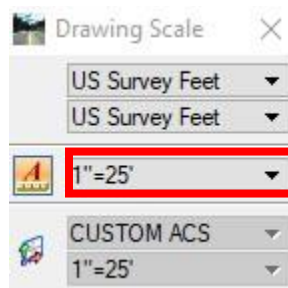 Drawing Scale
US Survey Feet
US Survey Feet
A
1"=25'
CUSTOM ACS
1"=25'